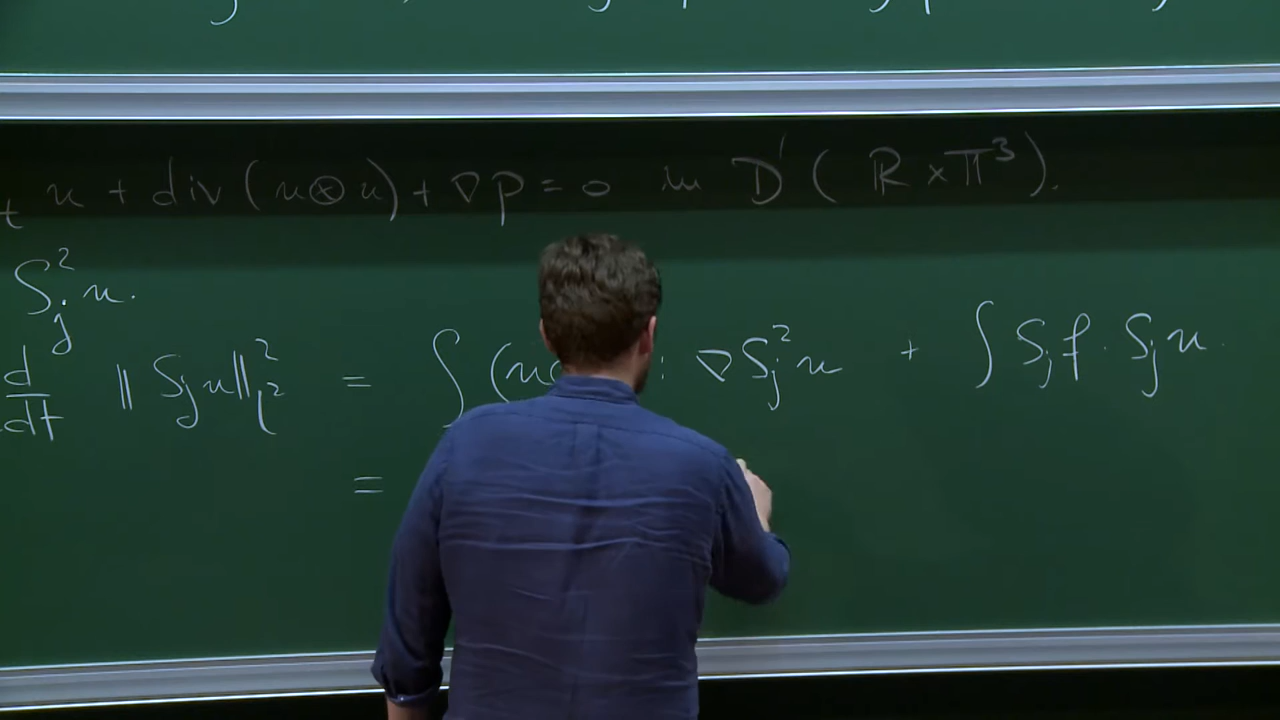 t u + div (u⊗u) + ∇p = 0 in D' ( ℝ × 𝕋³ ).
S_j² u.
d/dt ‖ S_j u ‖²_{L²} = ∫ (u : ∇ S_j² u + ∫ S_j f · S_j u
=